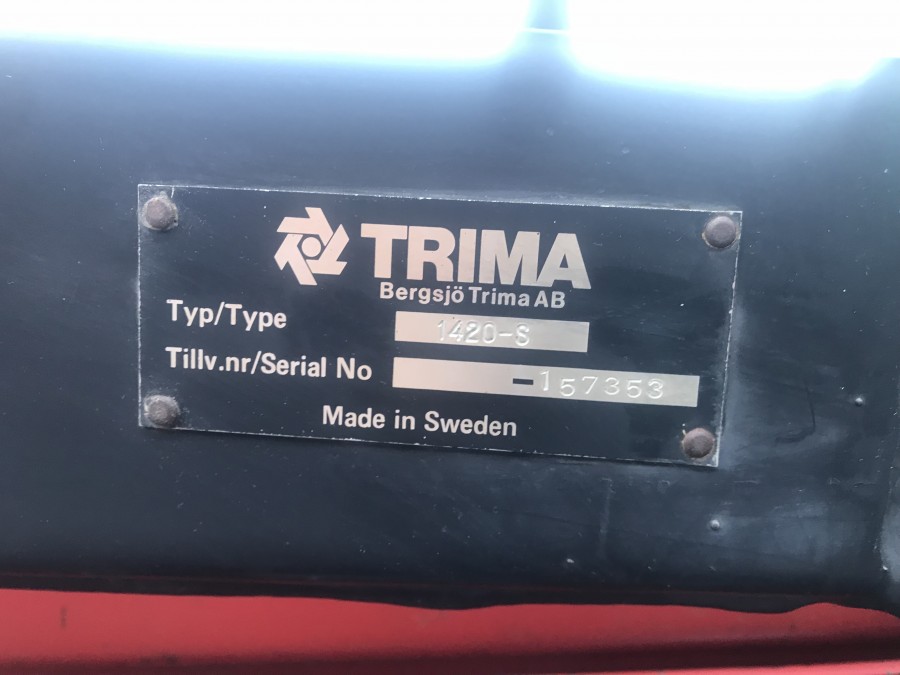 TRIMA
Bergsjö Trima AB
Typ/Type 1420-S
Tillv.nr/Serial No -157353
Made in Sweden